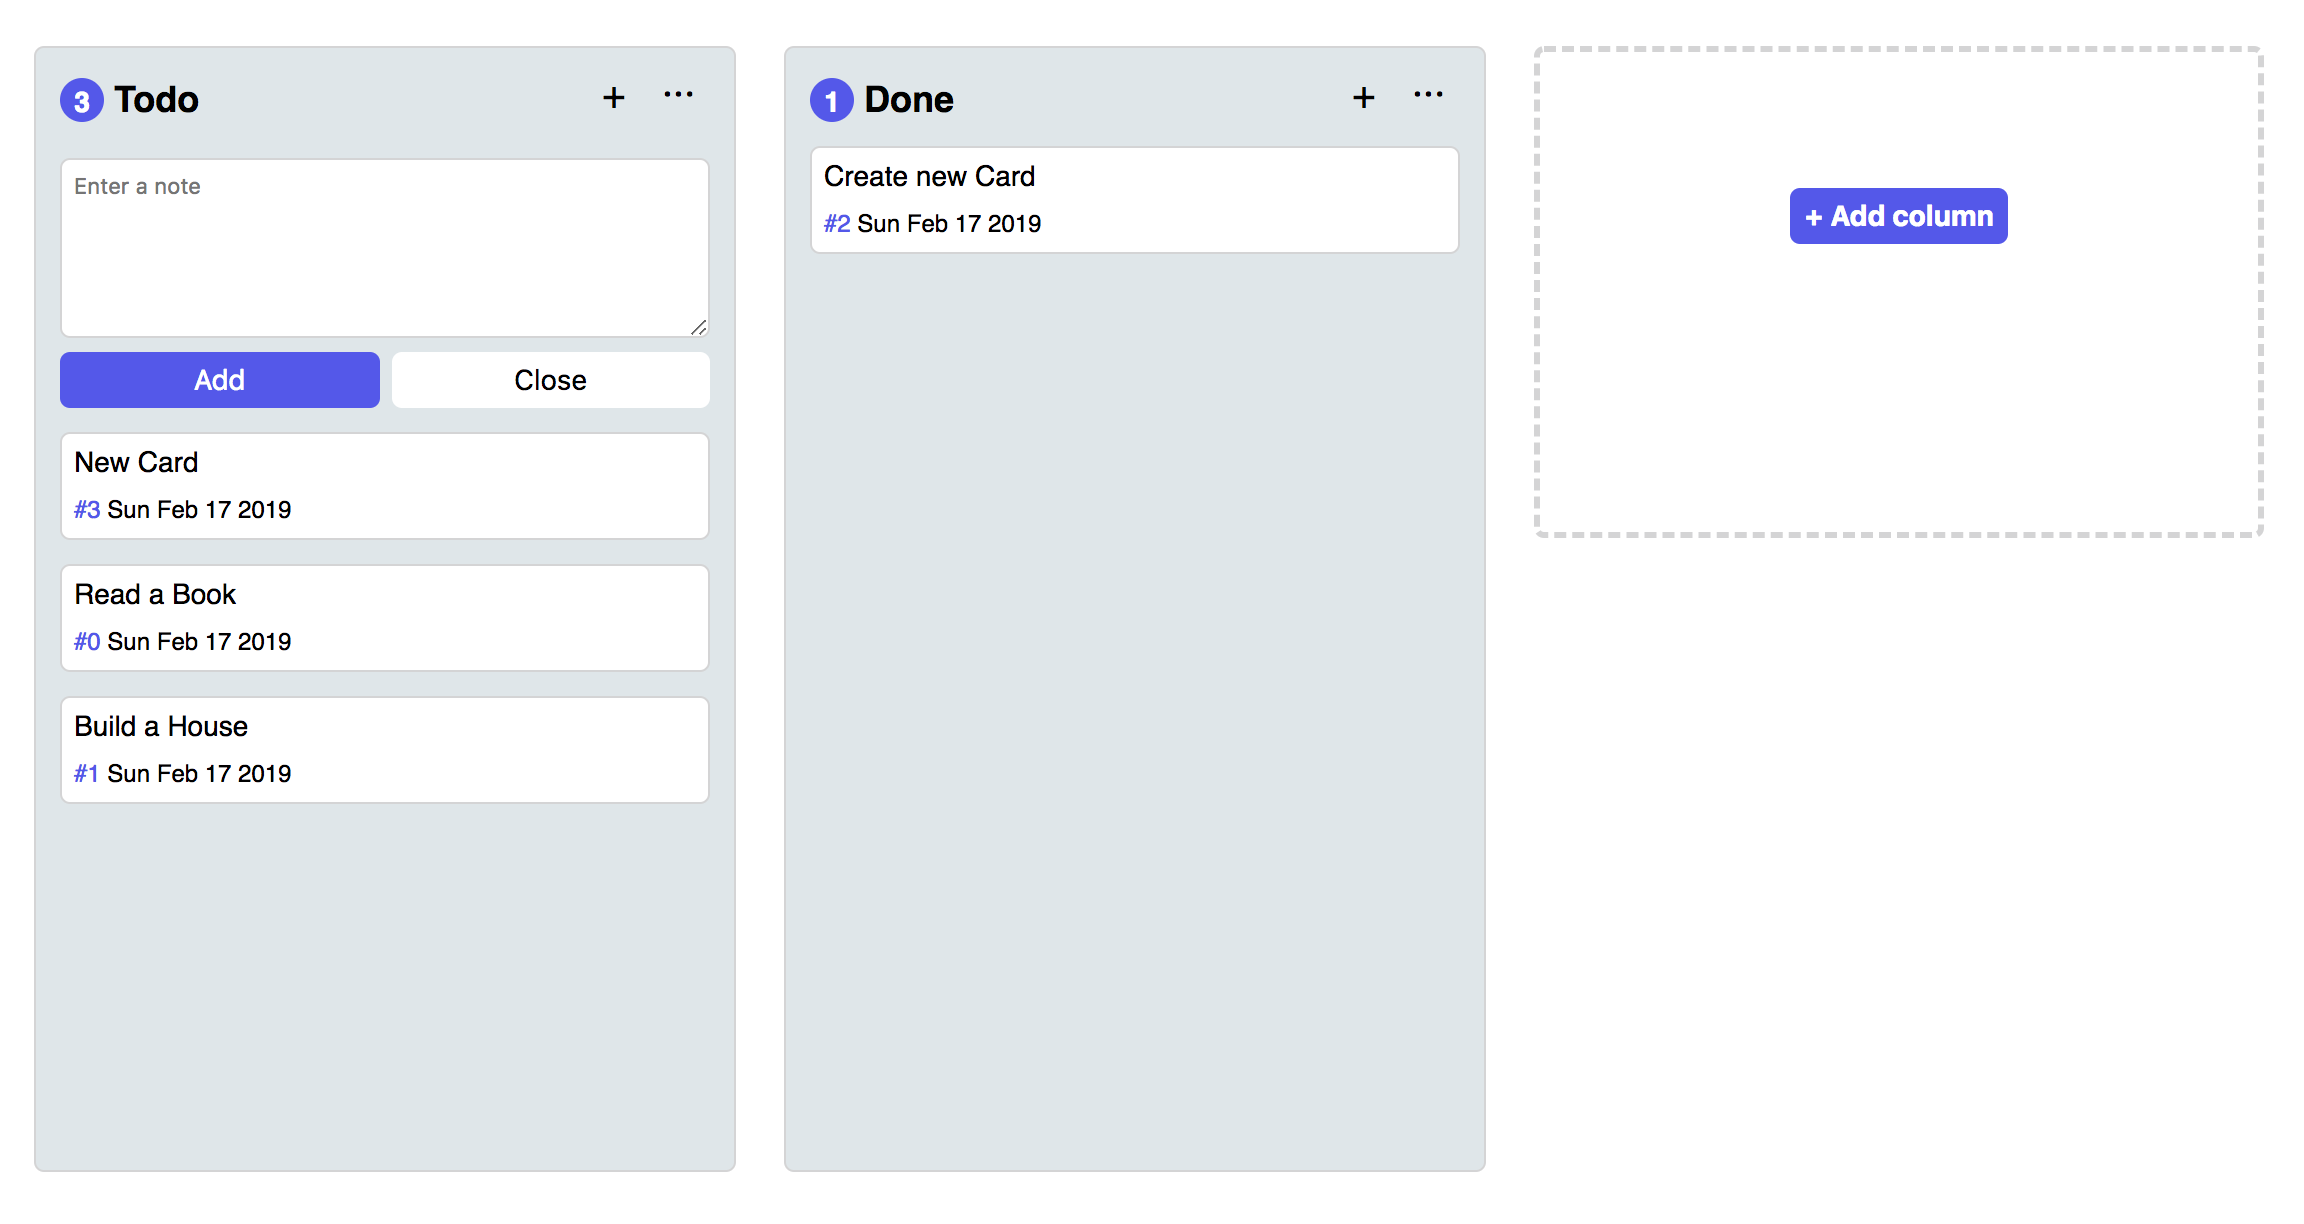 3 Todo + ...
Enter a note
Add Close
New Card
#3 Sun Feb 17 2019
Read a Book
#0 Sun Feb 17 2019
Build a House
#1 Sun Feb 17 2019
1 Done + ...
Create new Card
#2 Sun Feb 17 2019
+ Add column